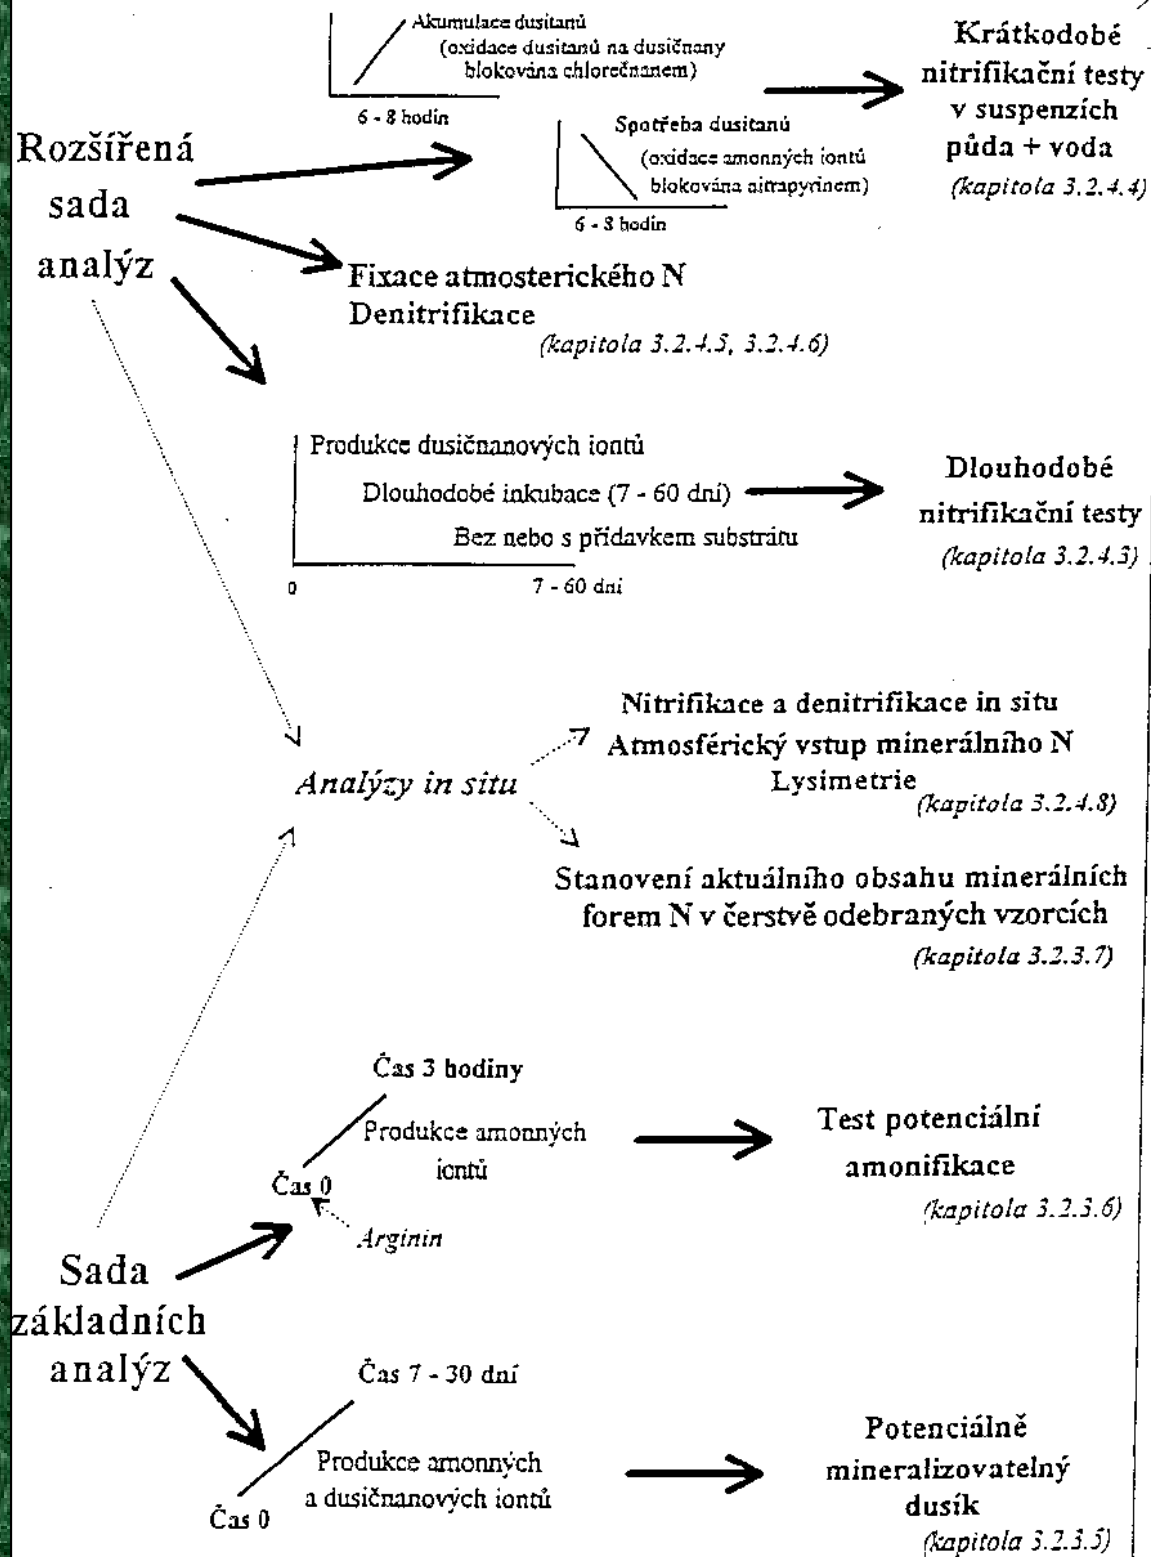 Akumulace dusitanů
(oxidace dusitanů na dusičnany
blokována chlorečnanem)
6 - 8 hodin
Krátkodobé
nitrifikační testy
v suspenzích
půda + voda
(kapitola 3.2.4.4)
Spotřeba dusitanů
(oxidace amonných iontů
blokována nitrapyrinem)
6 - 8 hodin
Rozšířená
sada
analýz
Fixace atmosterického N
Denitrifikace
(kapitola 3.2.4.5, 3.2.4.6)
Produkce dusičnanových iontů
Dlouhodobé inkubace (7 - 60 dní)
Bez nebo s přídavkem substrátu
0
7 - 60 dní
Dlouhodobé
nitrifikační testy
(kapitola 3.2.4.3)
Analýzy in situ
Nitrifikace a denitrifikace in situ
Atmosférický vstup minerálního N
Lysimetrie
(kapitola 3.2.4.8)
Stanovení aktuálního obsahu minerálních
forem N v čerstvě odebraných vzorcích
(kapitola 3.2.3.7)
Čas 3 hodiny
Produkce amonných
iontů
Čas 0
Arginin
Test potenciální
amonifikace
(kapitola 3.2.3.6)
Sada
základních
analýz
Čas 7 - 30 dní
Produkce amonných
a dusičnanových iontů
Čas 0
Potenciálně
mineralizovatelný
dusík
(kapitola 3.2.3.5)